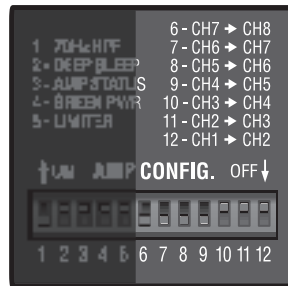 6 - CH7 → CH8
1 70Hz HPF 7 - CH6 → CH7
2 - DEEP SLEEP 8 - CH5 → CH6
3 - AMP STATUS 9 - CH4 → CH5
4 - GREEN PWR 10 - CH3 → CH4
5 - LIMITER 11 - CH2 → CH3
12 - CH1 → CH2
CONFIG. OFF ↓
1 2 3 4 5 6 7 8 9 10 11 12